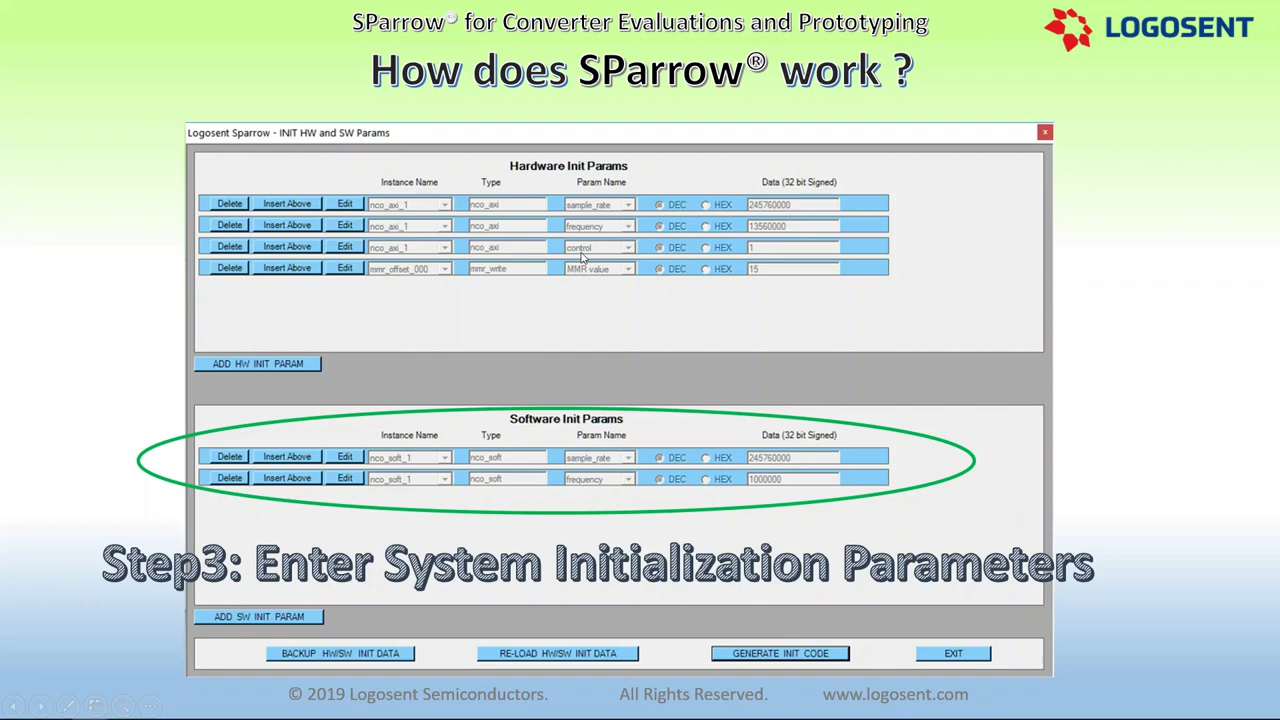 SParrow® for Converter Evaluations and Prototyping
LOGOSENT
How does SParrow® work ?
Logosent Sparrow - INIT HW and SW Params
x
Hardware Init Params
Instance Name Type Param Name Data (32 bit Signed)
Delete Insert Above Edit nco_axi_1 nco_axi sample_rate DEC HEX 245760000
Delete Insert Above Edit nco_axi_1 nco_axi frequency DEC HEX 13560000
Delete Insert Above Edit nco_axi_1 nco_axi control DEC HEX 1
Delete Insert Above Edit mmr_offset_000 mmr_write MMR value DEC HEX 15
ADD HW INIT PARAM
Software Init Params
Instance Name Type Param Name Data (32 bit Signed)
Delete Insert Above Edit nco_soft_1 nco_soft sample_rate DEC HEX 245760000
Delete Insert Above Edit nco_soft_1 nco_soft frequency DEC HEX 1000000
Step3: Enter System Initialization Parameters
ADD SW INIT PARAM
BACKUP HW/SW INIT DATA RE-LOAD HW/SW INIT DATA GENERATE INIT CODE EXIT
© 2019 Logosent Semiconductors. All Rights Reserved. www.logosent.com